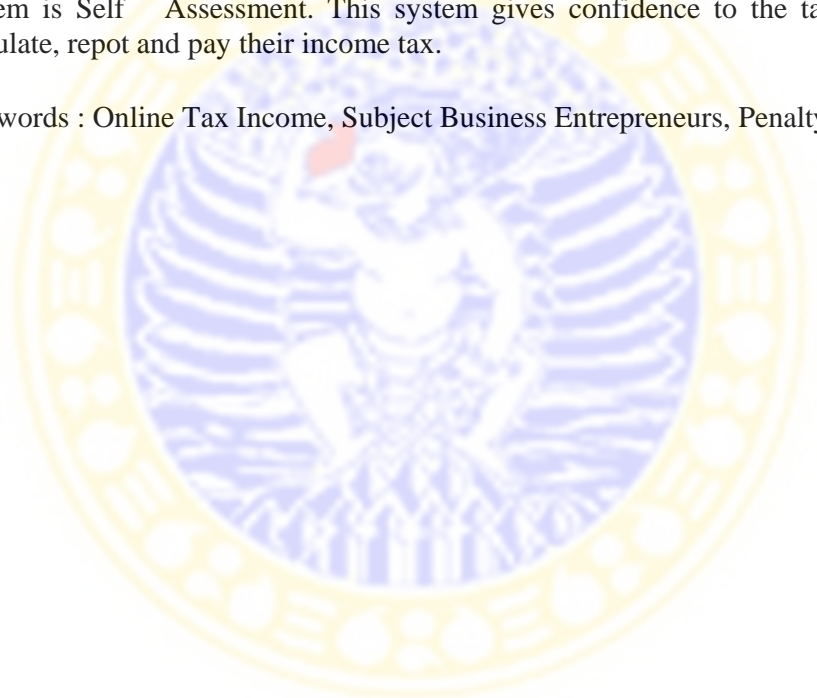 em is Self Assessment. This system gives confidence to the ta
ulate, repot and pay their income tax.
words : Online Tax Income, Subject Business Entrepreneurs, Penalty